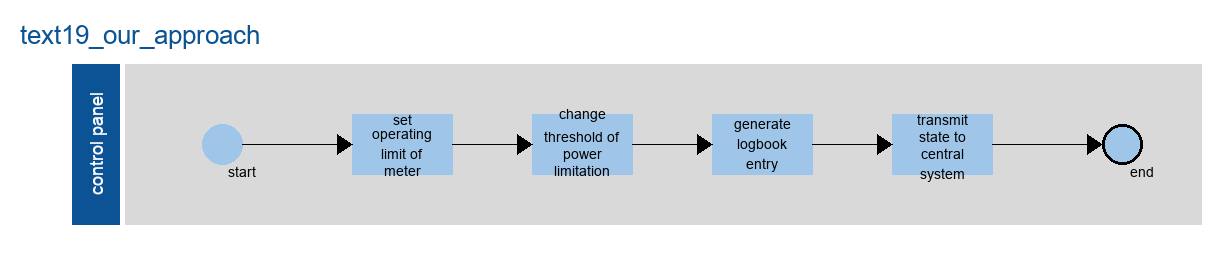 text19_our_approach
control panel
start
set
operating
limit of
meter
change
threshold of
power
limitation
generate
logbook
entry
transmit
state to
central
system
end